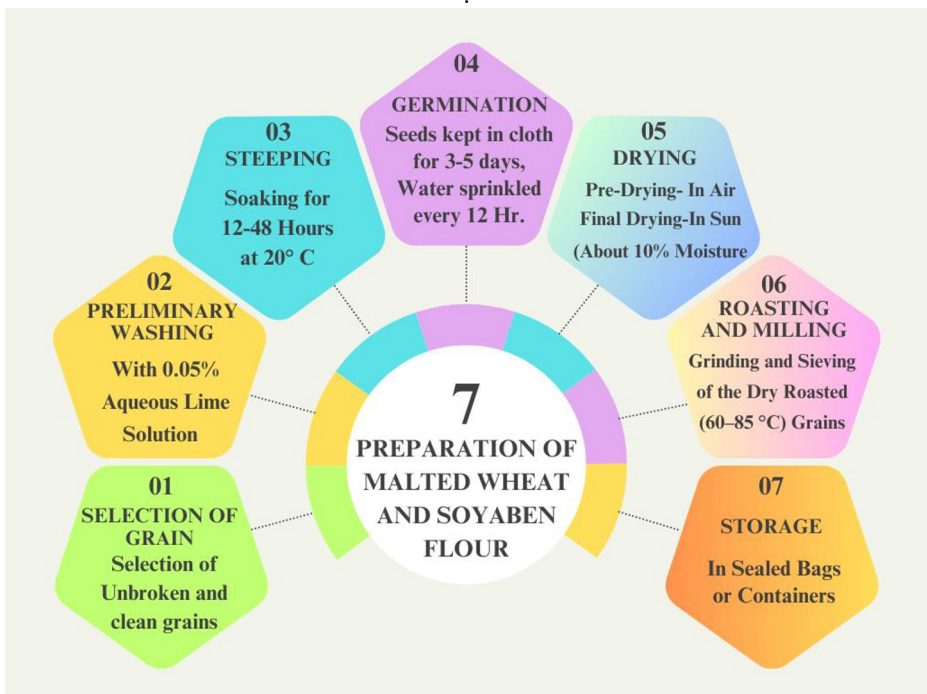 01
SELECTION OF
GRAIN
Selection of
Unbroken and
clean grains
02
PRELIMINARY
WASHING
With 0.05%
Aqueous Lime
Solution
03
STEEPING
Soaking for
12-48 Hours
at 20° C
04
GERMINATION
Seeds kept in cloth
for 3-5 days,
Water sprinkled
every 12 Hr.
05
DRYING
Pre-Drying- In Air
Final Drying-In Sun
(About 10% Moisture
06
ROASTING
AND MILLING
Grinding and Sieving
of the Dry Roasted
(60–85 °C) Grains
07
STORAGE
In Sealed Bags
or Containers
7
PREPARATION OF
MALTED WHEAT
AND SOYABEN
FLOUR